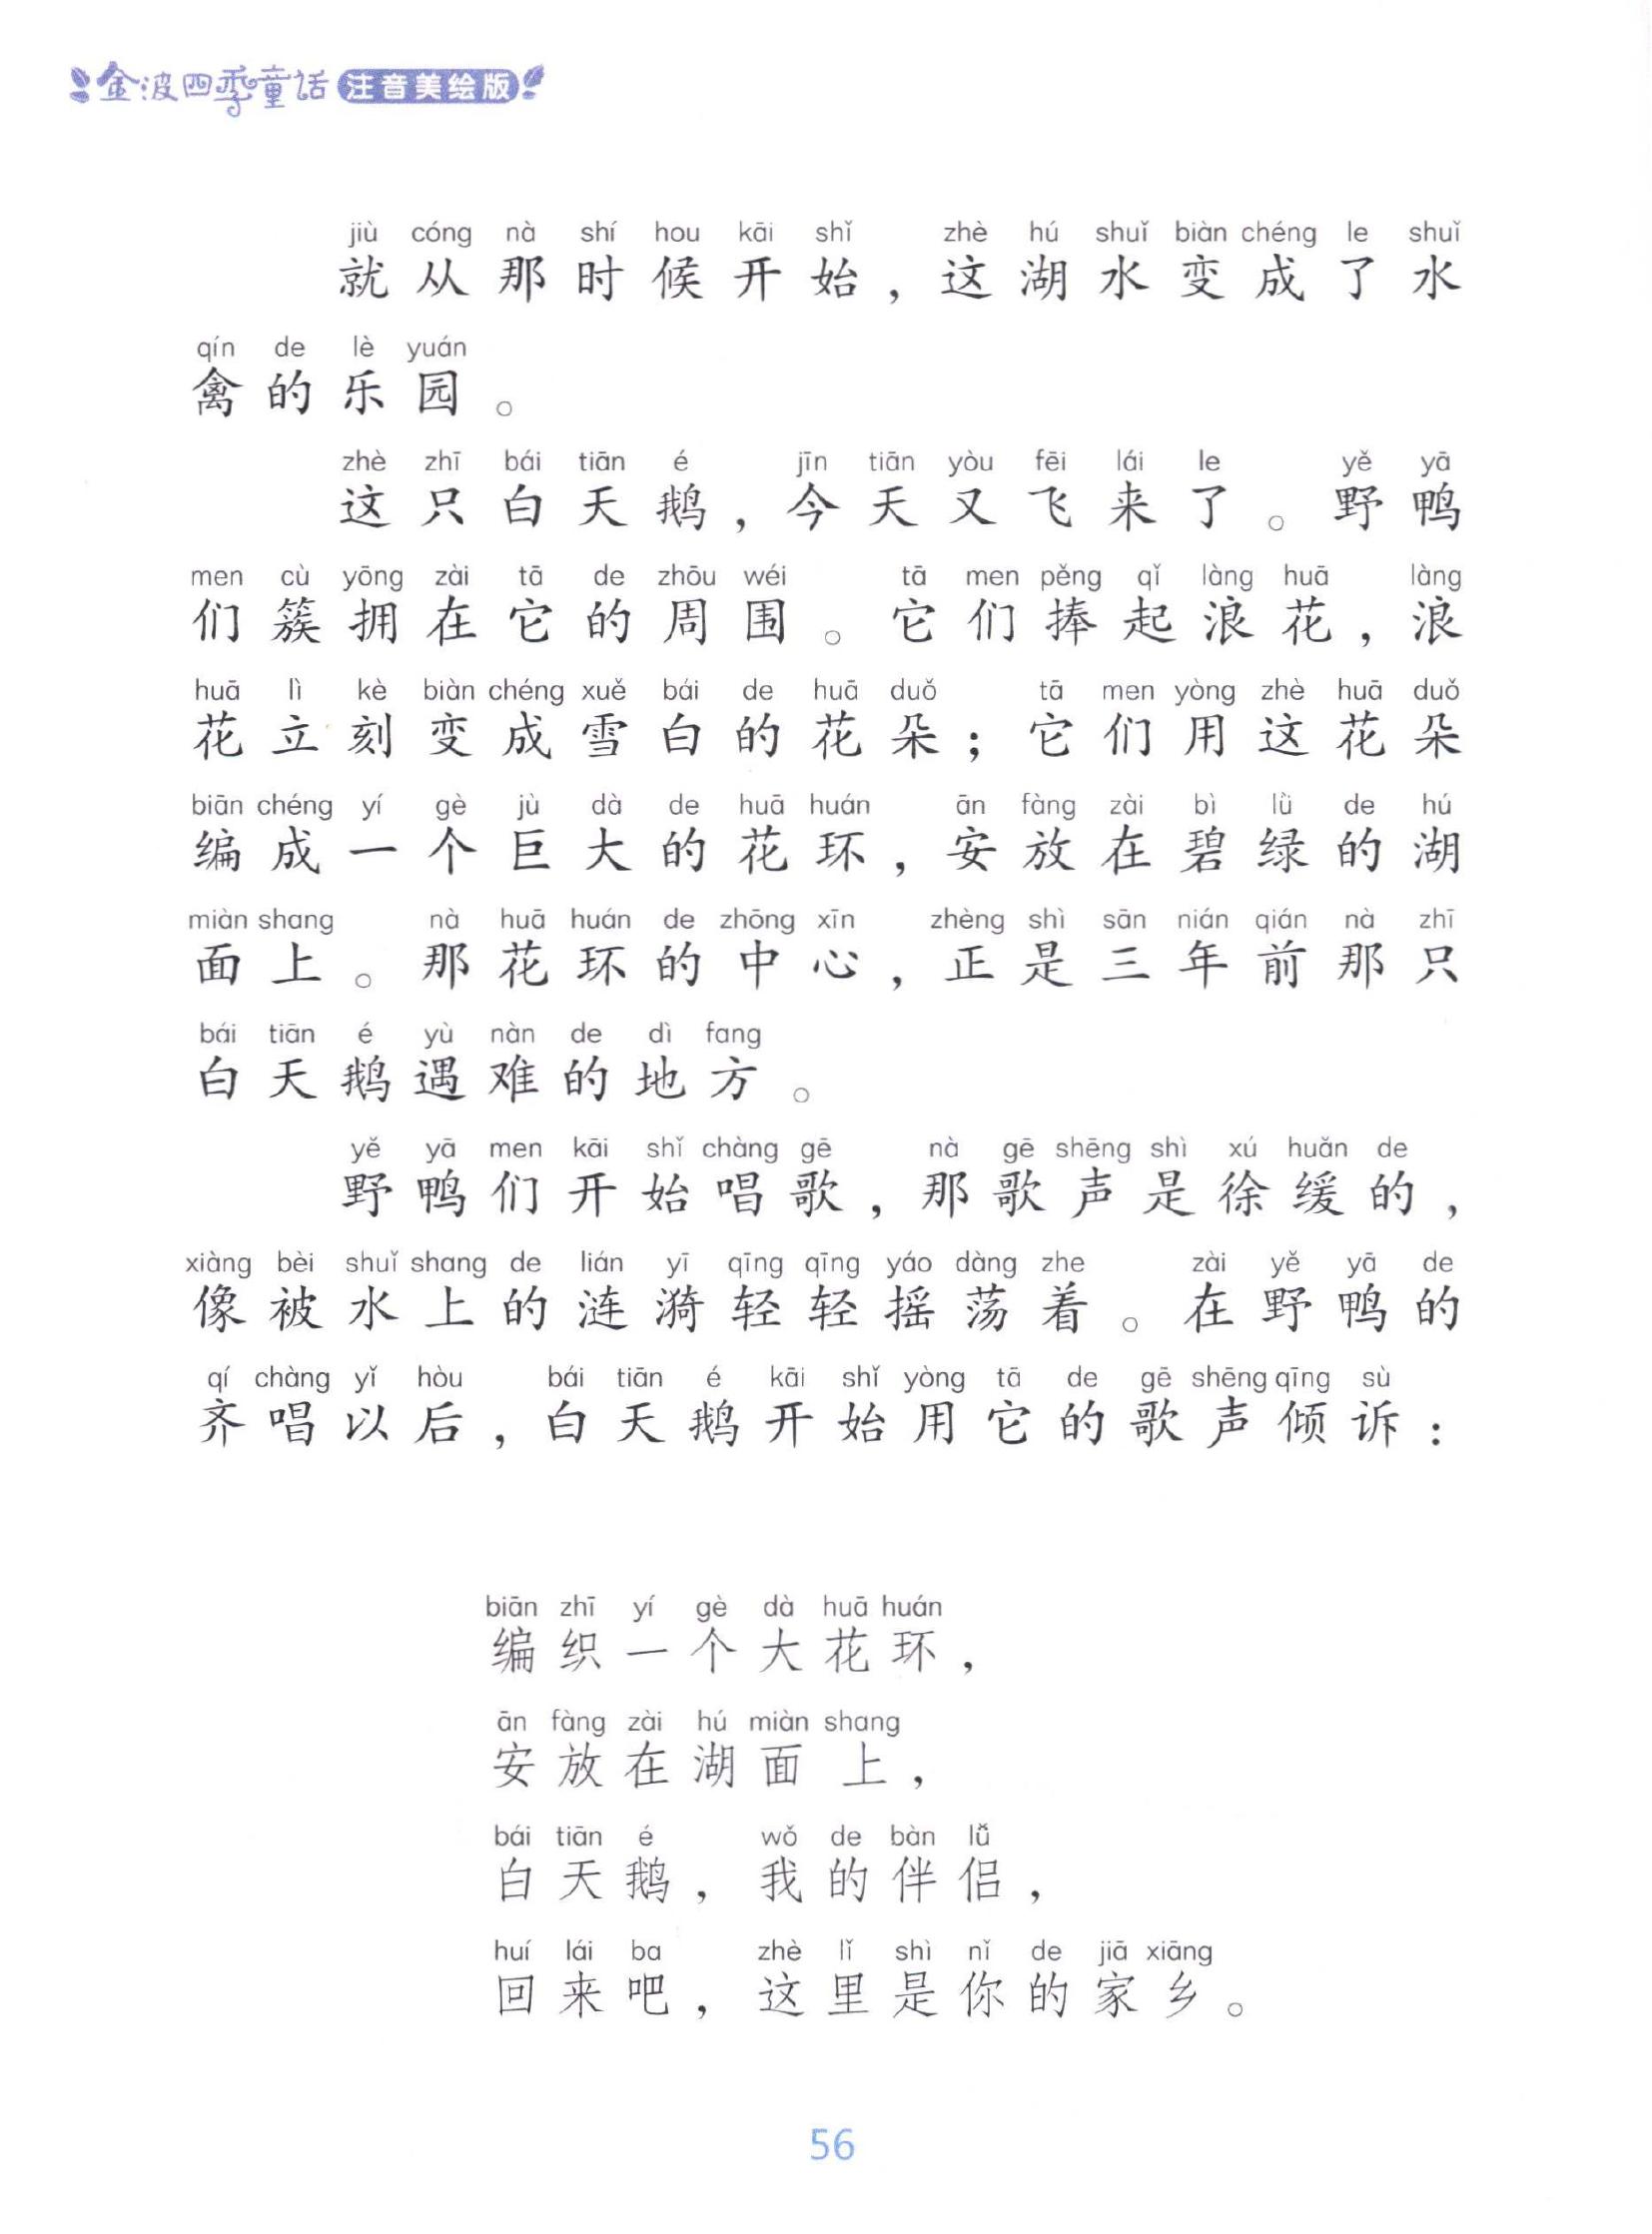 金波四季童话 注音美绘版
jiù cóng nà shí hou kāi shǐ zhè hú shuǐ biàn chéng le shuǐ
就从那时候开始，这湖水变成了水
qín de lè yuán
禽的乐园。
zhè zhī bái tiān é jīn tiān yòu fēi lái le yě yā
这只白天鹅，今天又飞来了。野鸭
men cù yōng zài tā de zhōu wéi tā men pěng qǐ làng huā làng
们簇拥在它的周围。它们捧起浪花，浪
huā lì kè biàn chéng xuě bái de huā duǒ tā men yòng zhè huā duǒ
花立刻变成雪白的花朵；它们用这花朵
biān chéng yí gè jù dà de huā huán ān fàng zài bì lǜ de hú
编成一个巨大的花环，安放在碧绿的湖
miàn shang nà huā huán de zhōng xīn zhèng shì sān nián qián nà zhī
面上。那花环的中心，正是三年前那只
bái tiān é yù nàn de dì fang
白天鹅遇难的地方。
yě yā men kāi shǐ chàng gē nà gē shēng shì xú huǎn de
野鸭们开始唱歌，那歌声是徐缓的，
xiàng bèi shuǐ shang de lián yī qīng qīng yáo dàng zhe zài yě yā de
像被水上的涟漪轻轻摇荡着。在野鸭的
qí chàng yǐ hòu bái tiān é kāi shǐ yòng tā de gē shēng qīng sù
齐唱以后，白天鹅开始用它的歌声倾诉：
biān zhī yí gè dà huā huán
编织一个大花环，
ān fàng zài hú miàn shang
安放在湖面上，
bái tiān é wǒ de bàn lǚ
白天鹅，我的伴侣，
huí lái ba zhè lǐ shì nǐ de jiā xiāng
回来吧，这里是你的家乡。
56